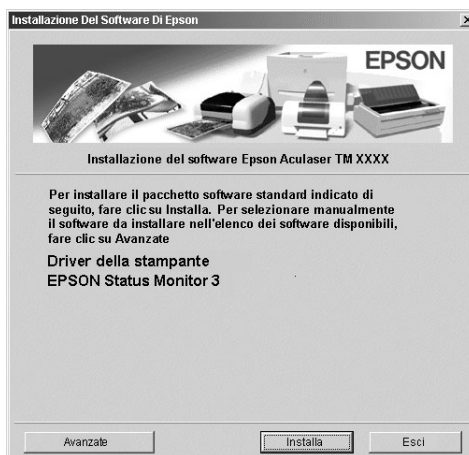 Installazione Del Software Di Epson
EPSON
Installazione del software Epson Aculaser TM XXXX
Per installare il pacchetto software standard indicato di
seguito, fare clic su Installa. Per selezionare manualmente
il software da installare nell'elenco dei software disponibili,
fare clic su Avanzate
Driver della stampante
EPSON Status Monitor 3
Avanzate
Installa
Esci